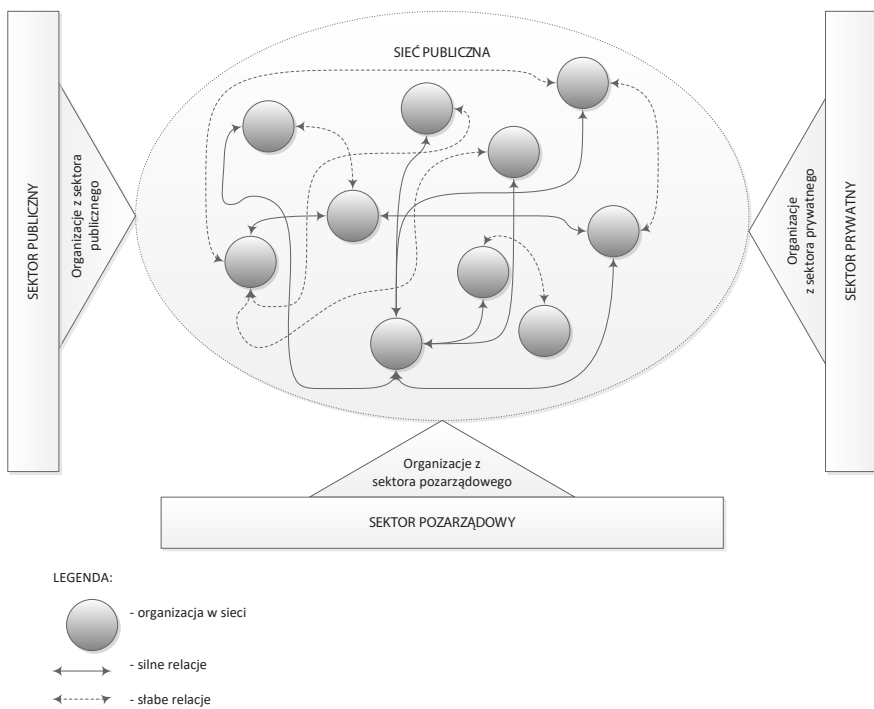 SIEĆ PUBLICZNA
SEKTOR PUBLICZNY
Organizacje z sektora
publicznego
Organizacje
z sektora prywatnego
SEKTOR PRYWATNY
Organizacje z
sektora pozarządowego
SEKTOR POZARZĄDOWY
LEGENDA:
- organizacja w sieci
- silne relacje
- słabe relacje